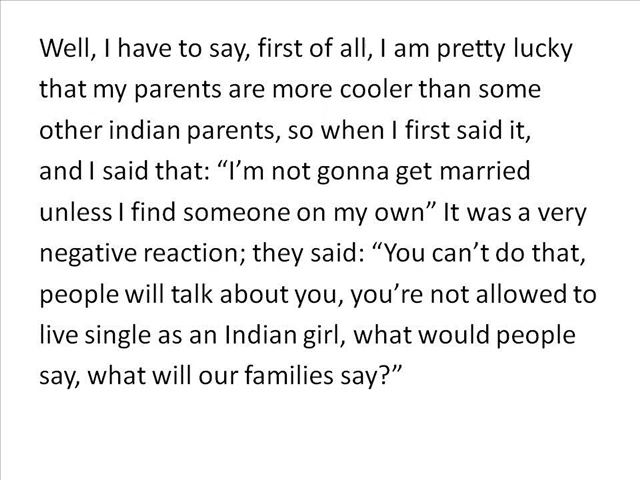 Well, I have to say, first of all, I am pretty lucky
that my parents are more cooler than some
other indian parents, so when I first said it,
and I said that: “I’m not gonna get married
unless I find someone on my own” It was a very
negative reaction; they said: “You can’t do that,
people will talk about you, you’re not allowed to
live single as an Indian girl, what would people
say, what will our families say?”